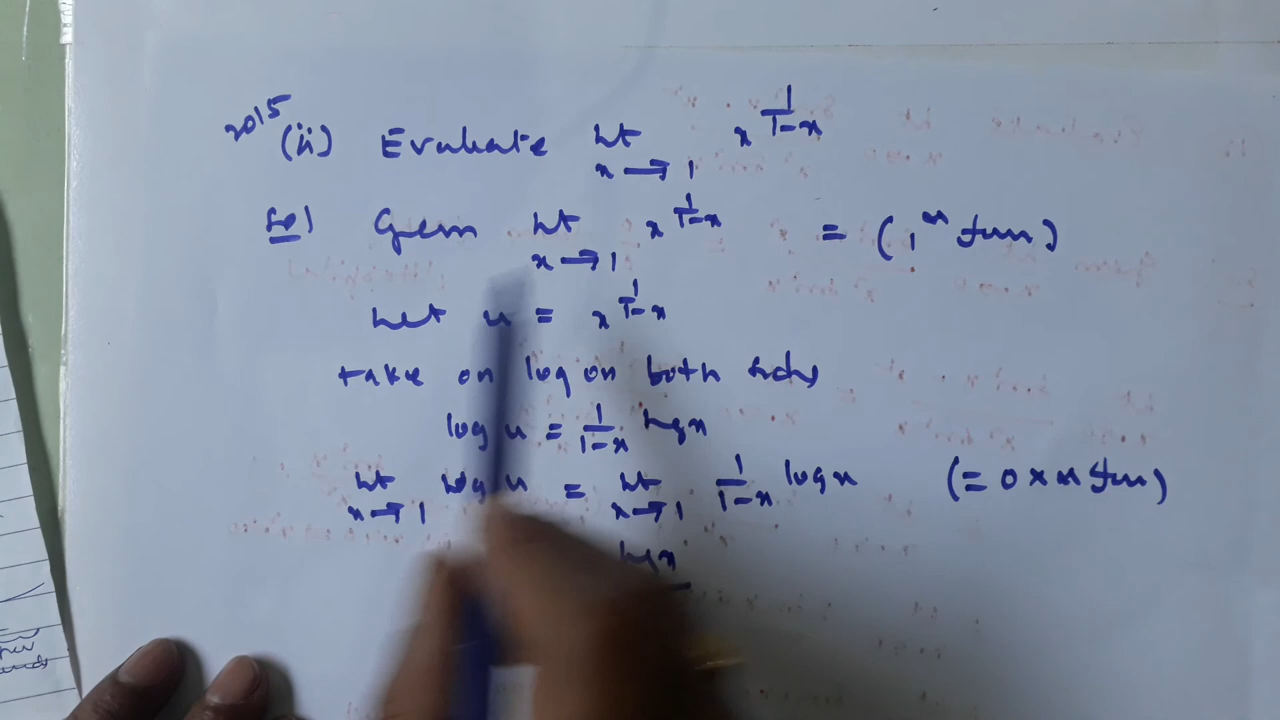 2015 (ii) Evaluate Lt x→1 x^(1/(1-x))
Sol Given Lt x→1 x^(1/(1-x)) = (1^∞ form)
Let u = x^(1/(1-x))
take on log on both sides
log u = 1/(1-x) log x
Lt x→1 log u = Lt x→1 1/(1-x) log x (= 0 × ∞ form)
log x